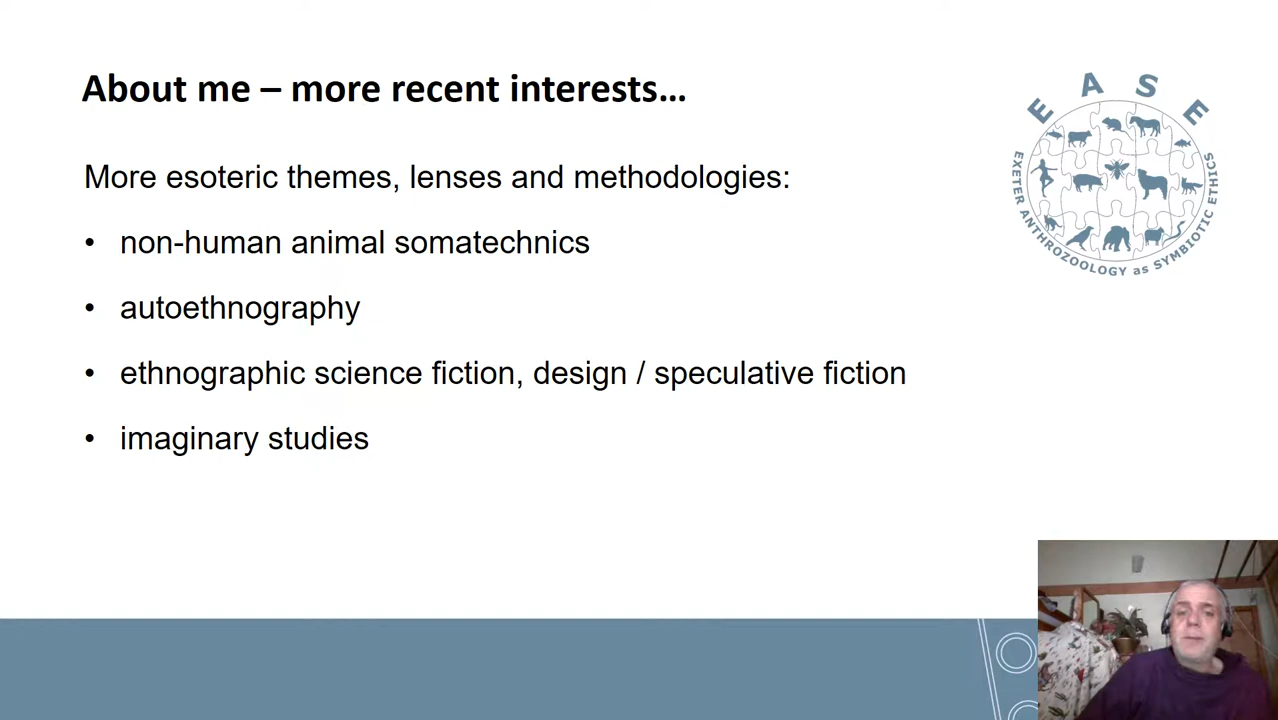 About me – more recent interests...
More esoteric themes, lenses and methodologies:
• non-human animal somatechnics
• autoethnography
• ethnographic science fiction, design / speculative fiction
• imaginary studies
E A S E
EXETER ANTHROZOOLOGY as SYMBIOTIC ETHICS